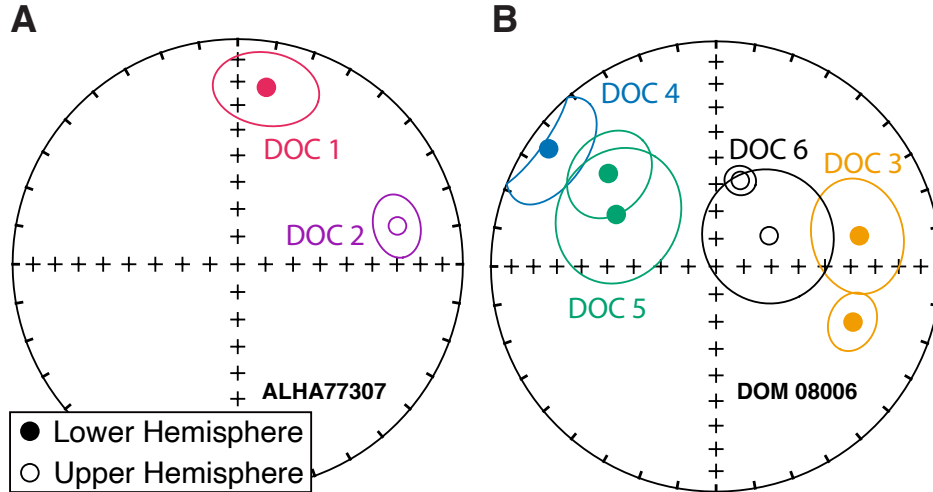 A
B
DOC 1
DOC 2
ALHA77307
DOC 4
DOC 6
DOC 3
DOC 5
DOM 08006
Lower Hemisphere
Upper Hemisphere